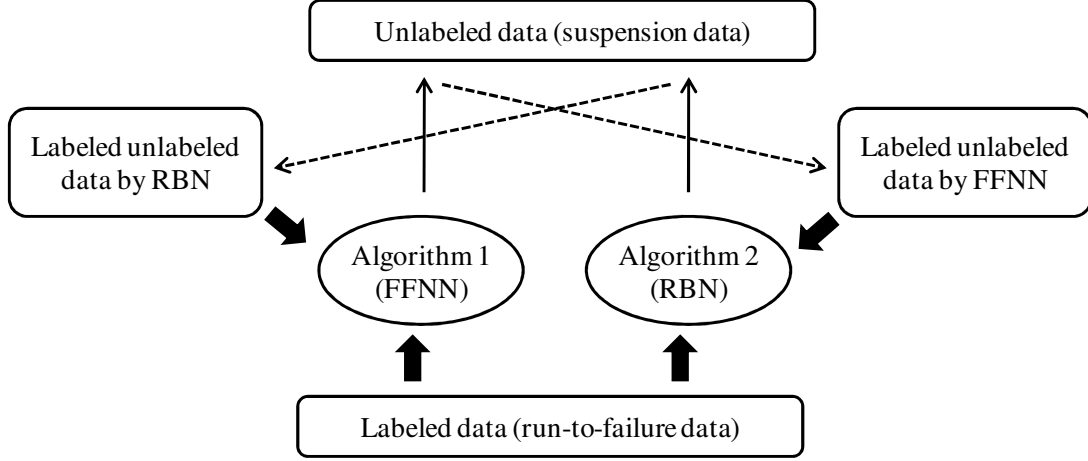 Unlabeled data (suspension data)
Labeled unlabeled
data by RBN
Labeled unlabeled
data by FFNN
Algorithm 1
(FFNN)
Algorithm 2
(RBN)
Labeled data (run-to-failure data)